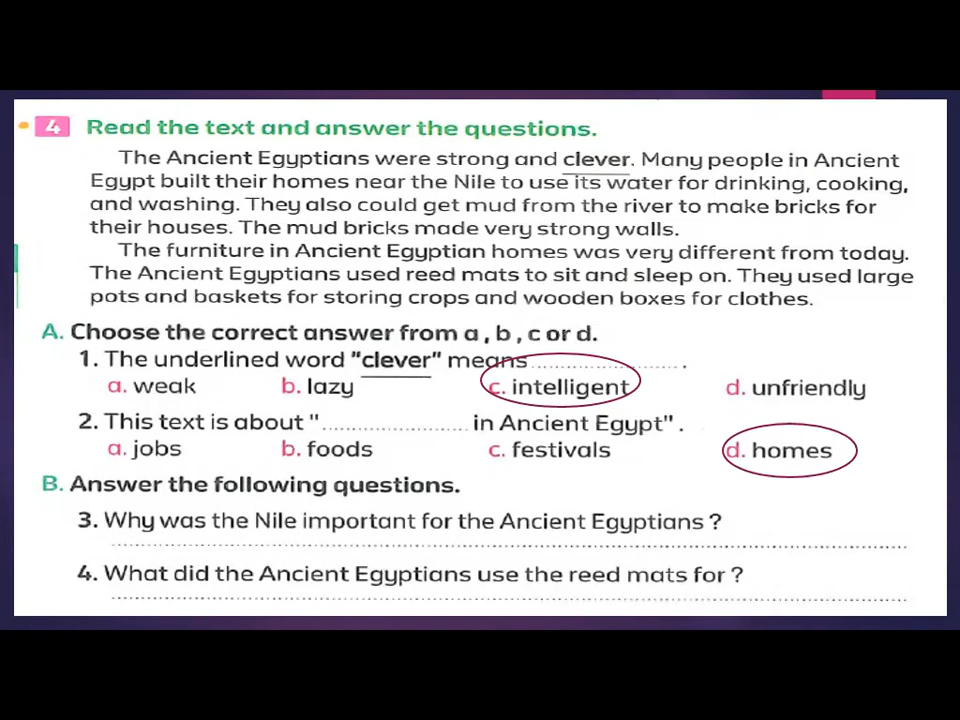 4 Read the text and answer the questions.
The Ancient Egyptians were strong and clever. Many people in Ancient
Egypt built their homes near the Nile to use its water for drinking, cooking,
and washing. They also could get mud from the river to make bricks for
their houses. The mud bricks made very strong walls.
The furniture in Ancient Egyptian homes was very different from today.
The Ancient Egyptians used reed mats to sit and sleep on. They used large
pots and baskets for storing crops and wooden boxes for clothes.
A. Choose the correct answer from a , b , c or d.
1. The underlined word "clever" means ........................ .
a. weak b. lazy c. intelligent d. unfriendly
2. This text is about " ........................ in Ancient Egypt" .
a. jobs b. foods c. festivals d. homes
B. Answer the following questions.
3. Why was the Nile important for the Ancient Egyptians ?
4. What did the Ancient Egyptians use the reed mats for ?